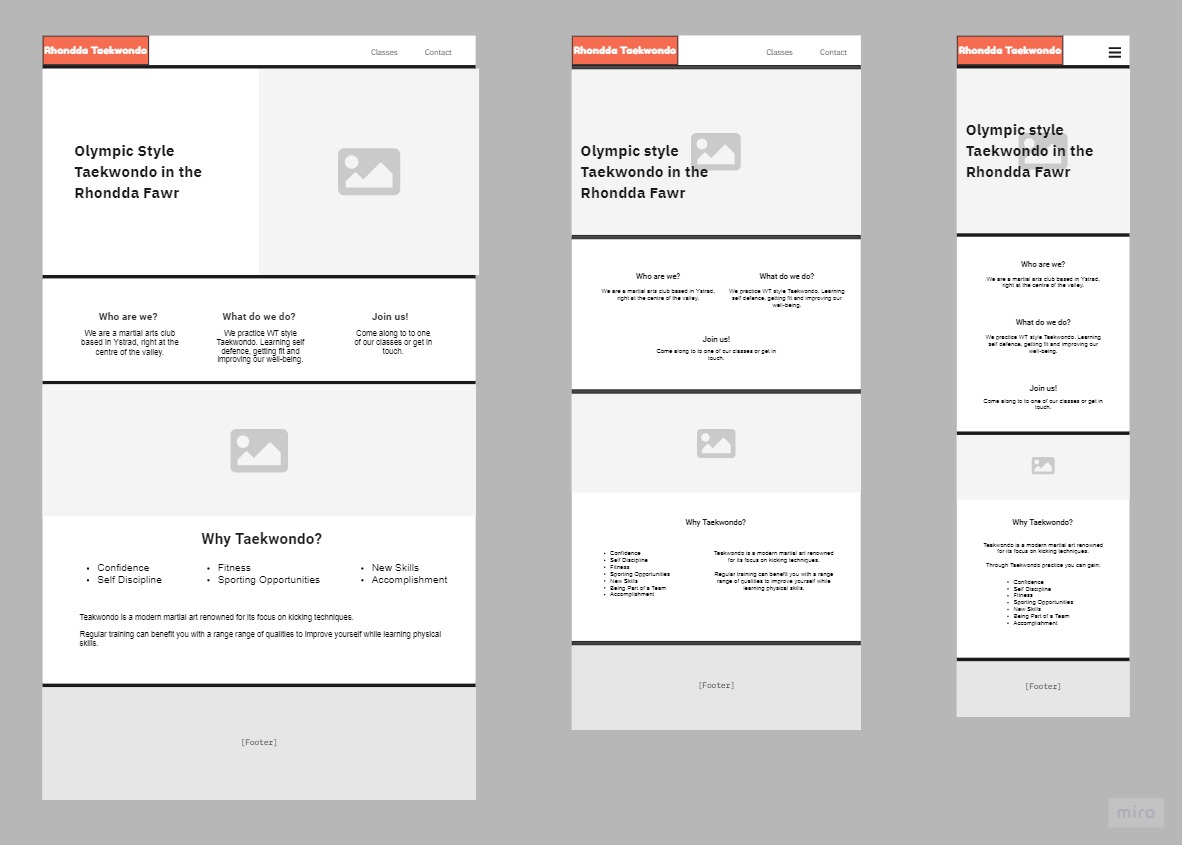 Rhondda Taekwondo
Classes
Contact
Olympic Style
Taekwondo in the
Rhondda Fawr
Who are we?
We are a martial arts club
based in Ystrad, right at the
centre of the valley.
What do we do?
We practice WT style
Taekwondo. Learning self
defence, getting fit and
improving our well-being.
Join us!
Come along to to one
of our classes or get in
touch.
Why Taekwondo?
• Confidence
• Self Discipline
• Fitness
• Sporting Opportunities
• New Skills
• Accomplishment
Teakwondo is a modern martial art renowned for its focus on kicking techniques.
Regular training can benefit you with a range range of qualities to improve yourself while learning physical
skills.
[Footer]
Rhondda Taekwondo
Classes
Contact
Olympic style
Taekwondo in the
Rhondda Fawr
Who are we?
We are a martial arts club based in Ystrad,
right at the centre of the valley.
What do we do?
We practice WT style Taekwondo. Learning
self defence, getting fit and improving our
well-being.
Join us!
Come along to to one of our classes or get in
touch.
Why Taekwondo?
• Confidence
• Self Discipline
• Fitness
• Sporting Opportunities
• New Skills
• Being Part of a Team
• Accomplishment
Teakwondo is a modern martial art renowned
for its focus on kicking techniques.
Regular training can benefit you with a range
range of qualities to improve yourself while
learning physical skills.
[Footer]
Rhondda Taekwondo
Olympic style
Taekwondo in the
Rhondda Fawr
Who are we?
We are a martial arts club based in Ystrad,
right at the centre of the valley.
What do we do?
We practice WT style Taekwondo. Learning
self defence, getting fit and improving our
well-being.
Join us!
Come along to to one of our classes or get in
touch.
Why Taekwondo?
Teakwondo is a modern martial art renowned
for its focus on kicking techniques.
Through Taekwondo practice you can gain:
• Confidence
• Self Discipline
• Fitness
• Sporting Opportunities
• New Skills
• Being Part of a Team
• Accomplishment
[Footer]
miro